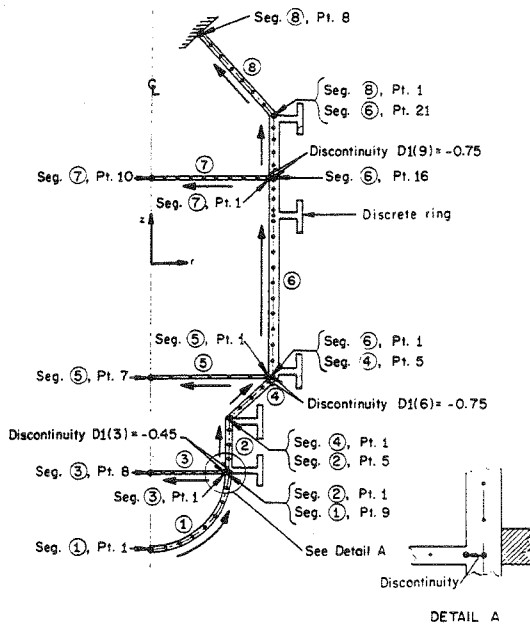 Seg. ⑧, Pt. 8
⑧
℄
Seg. ⑧, Pt. 1
Seg. ⑥, Pt. 21
Discontinuity D1(9)= -0.75
⑦
Seg. ⑦, Pt. 10
Seg. ⑥, Pt. 16
Seg. ⑦, Pt. 1
Discrete ring
z
r
⑥
Seg. ⑤, Pt. 1
Seg. ⑥, Pt. 1
Seg. ④, Pt. 5
⑤
Seg. ⑤, Pt. 7
④
Discontinuity D1(6)= -0.75
Discontinuity D1(3)= -0.45
②
Seg. ④, Pt. 1
Seg. ②, Pt. 5
③
Seg. ③, Pt. 8
Seg. ③, Pt. 1
Seg. ②, Pt. 1
Seg. ①, Pt. 9
①
See Detail A
Seg. ①, Pt. 1
Discontinuity
DETAIL A